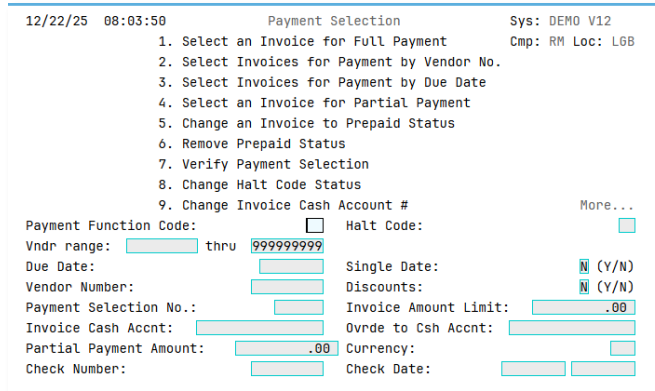 12/22/25 08:03:50 Payment Selection Sys: DEMO V12
1. Select an Invoice for Full Payment Cmp: RM Loc: LGB
2. Select Invoices for Payment by Vendor No.
3. Select Invoices for Payment by Due Date
4. Select an Invoice for Partial Payment
5. Change an Invoice to Prepaid Status
6. Remove Prepaid Status
7. Verify Payment Selection
8. Change Halt Code Status
9. Change Invoice Cash Account # More...
Payment Function Code: Halt Code:
Vndr range: thru 999999999
Due Date: Single Date: N (Y/N)
Vendor Number: Discounts: N (Y/N)
Payment Selection No.: Invoice Amount Limit: .00
Invoice Cash Accnt: Ovrde to Csh Accnt:
Partial Payment Amount: .00 Currency:
Check Number: Check Date: